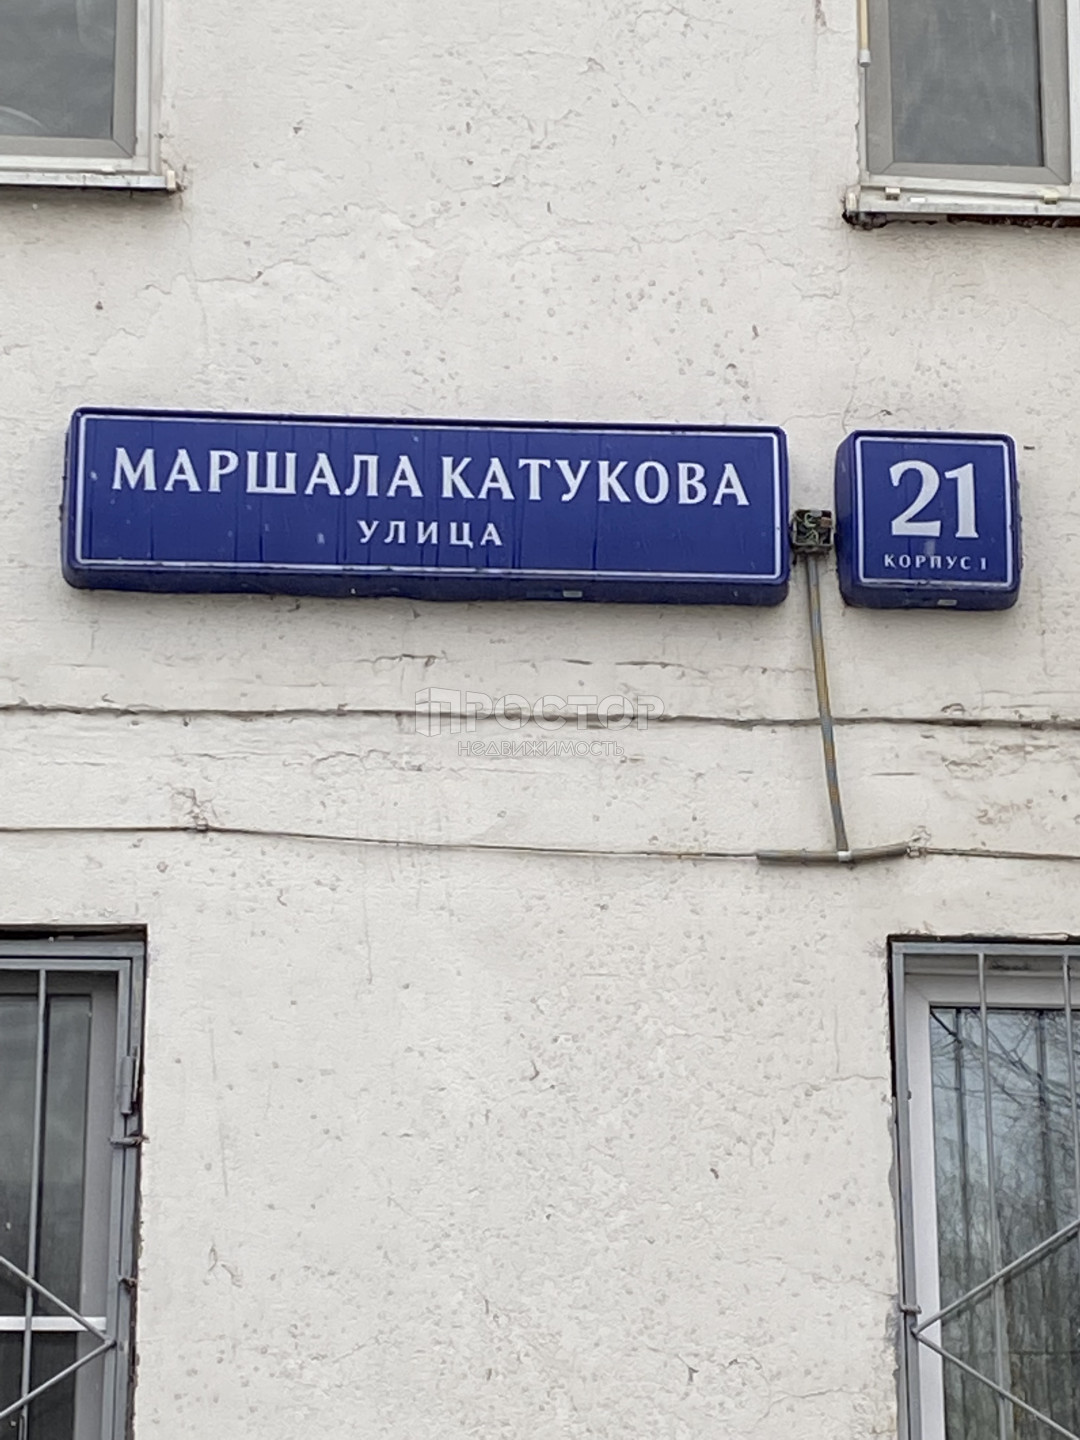 МАРШАЛА КАТУКОВА
УЛИЦА
21
КОРПУС 1
ПРОСТОР
недвижимость